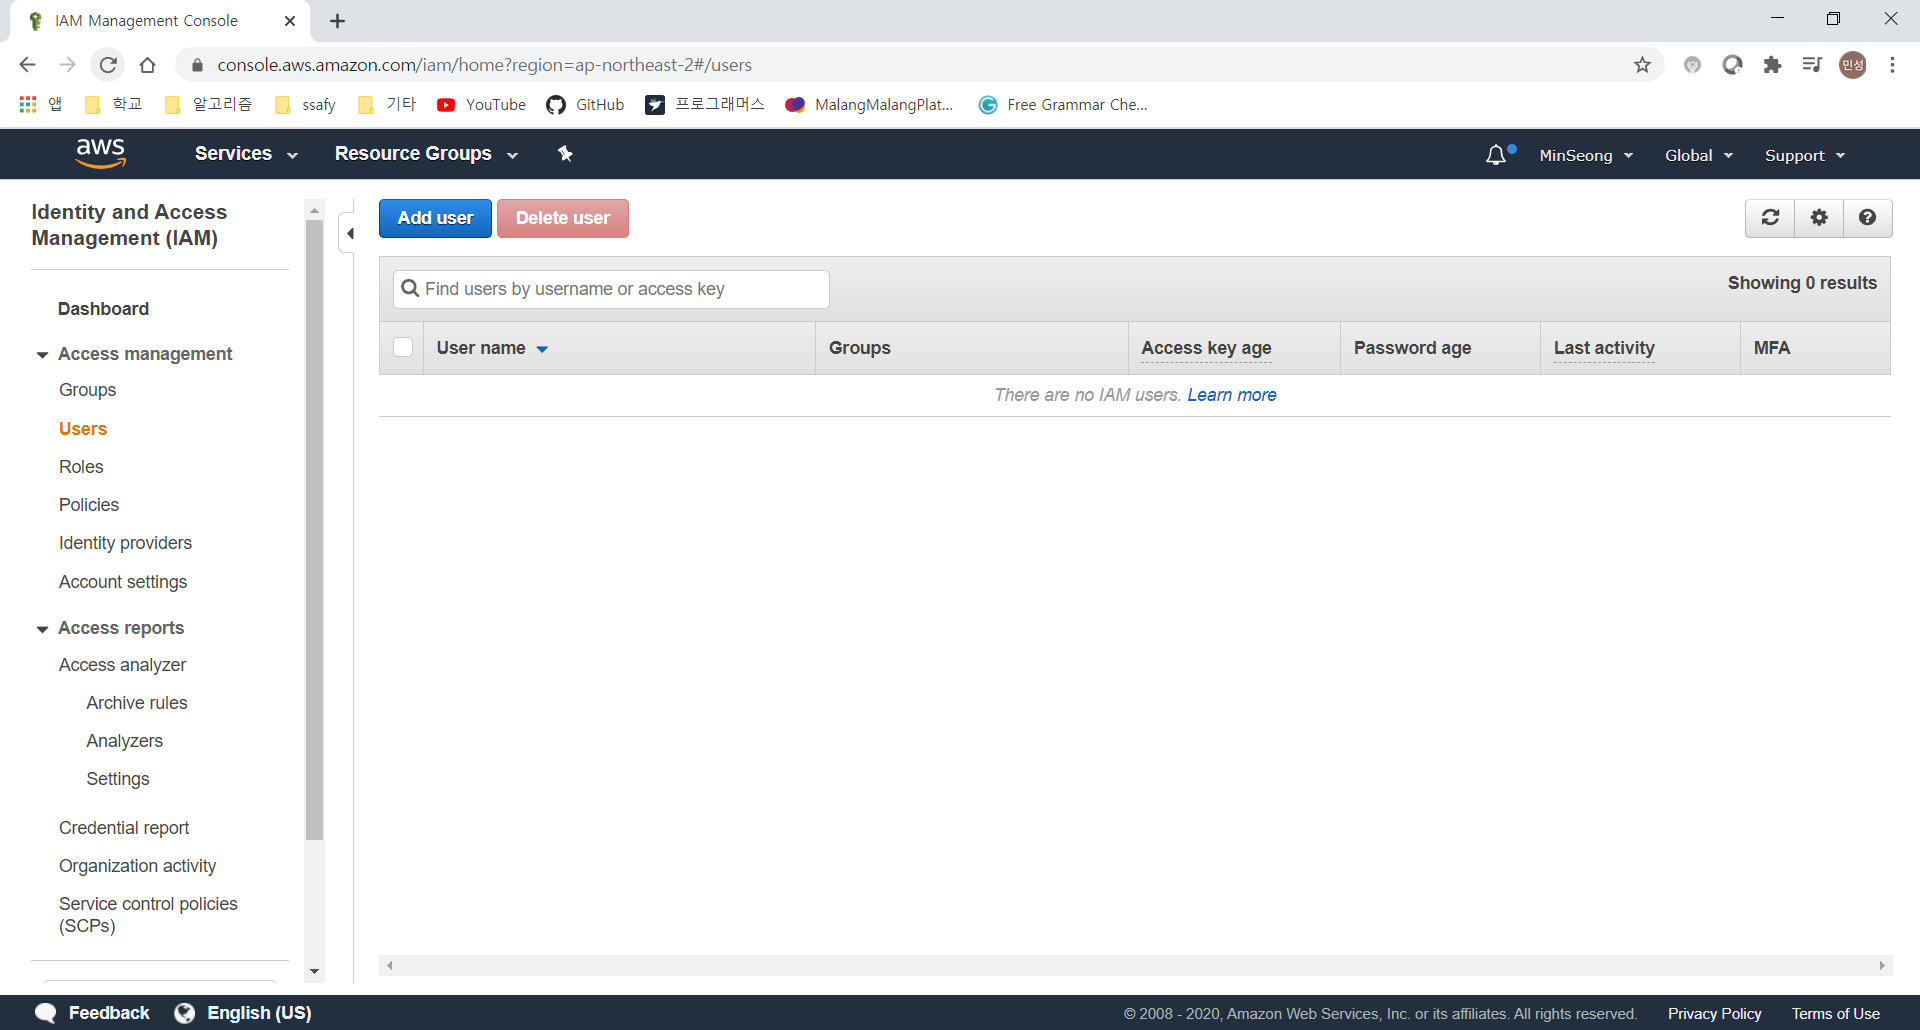 IAM Management Console
console.aws.amazon.com/iam/home?region=ap-northeast-2#/users
민성
앱 학교 알고리즘 ssafy 기타 YouTube GitHub 프로그래머스 MalangMalangPlat... Free Grammar Che...
aws Services Resource Groups MinSeong Global Support
Identity and Access
Management (IAM)
Dashboard
Access management
Groups
Users
Roles
Policies
Identity providers
Account settings
Access reports
Access analyzer
Archive rules
Analyzers
Settings
Credential report
Organization activity
Service control policies
(SCPs)
Add user Delete user
Find users by username or access key
Showing 0 results
User name Groups Access key age Password age Last activity MFA
There are no IAM users. Learn more
Feedback English (US) © 2008 - 2020, Amazon Web Services, Inc. or its affiliates. All rights reserved. Privacy Policy Terms of Use